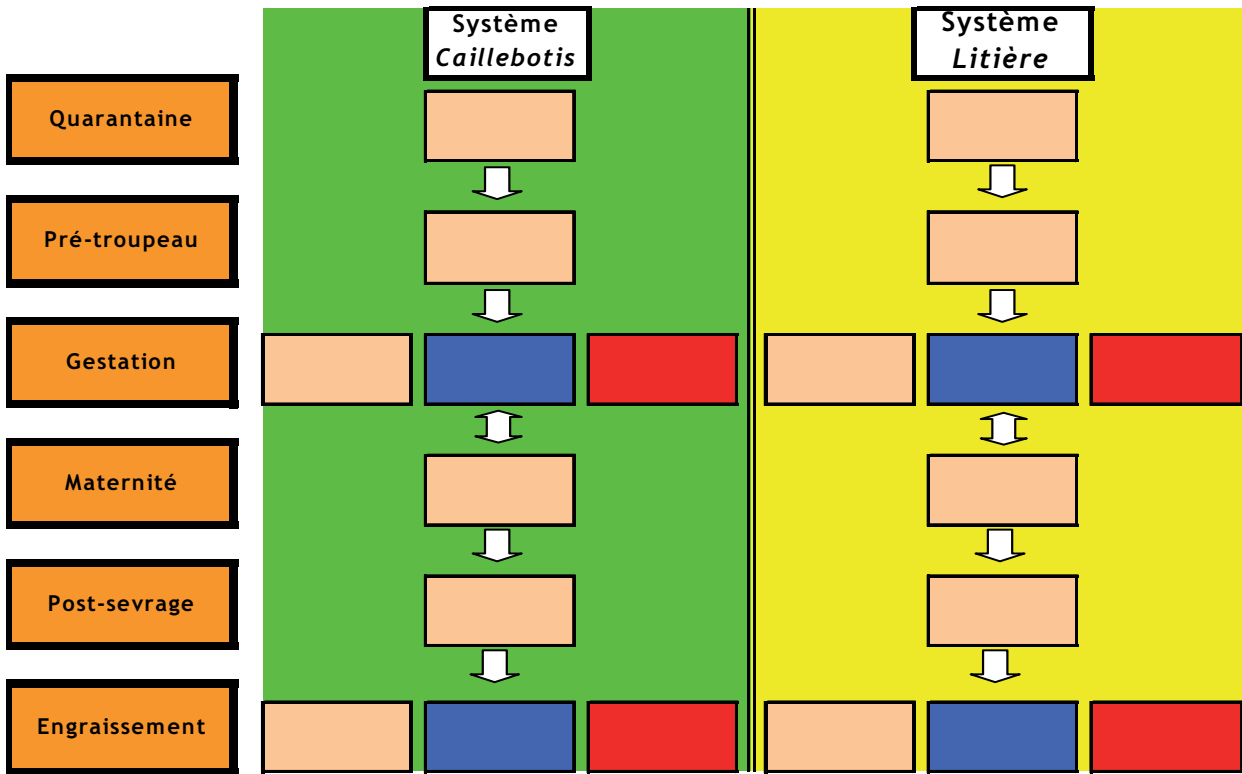 Système
Caillebotis
Système
Litière
Quarantaine
Pré-troupeau
Gestation
Maternité
Post-sevrage
Engraissement